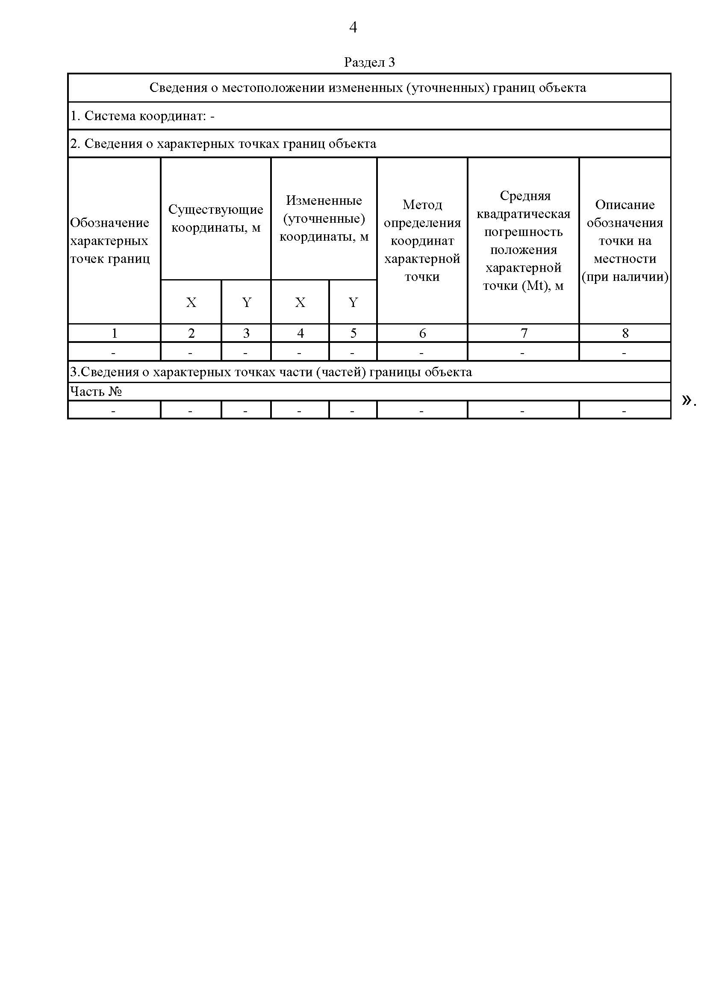 4
Раздел 3
Сведения о местоположении измененных (уточненных) границ объекта
1. Система координат: -
2. Сведения о характерных точках границ объекта
Обозначение
характерных
точек границ
Существующие
координаты, м
Измененные
(уточненные)
координаты, м
Метод
определения
координат
характерной
точки
Средняя
квадратическая
погрешность
положения
характерной
точки (Mt), м
Описание
обозначения
точки на
местности
(при наличии)
X Y X Y
1 2 3 4 5 6 7 8
- - - - - - - -
3.Сведения о характерных точках части (частей) границы объекта
Часть №
- - - - - - - -
».